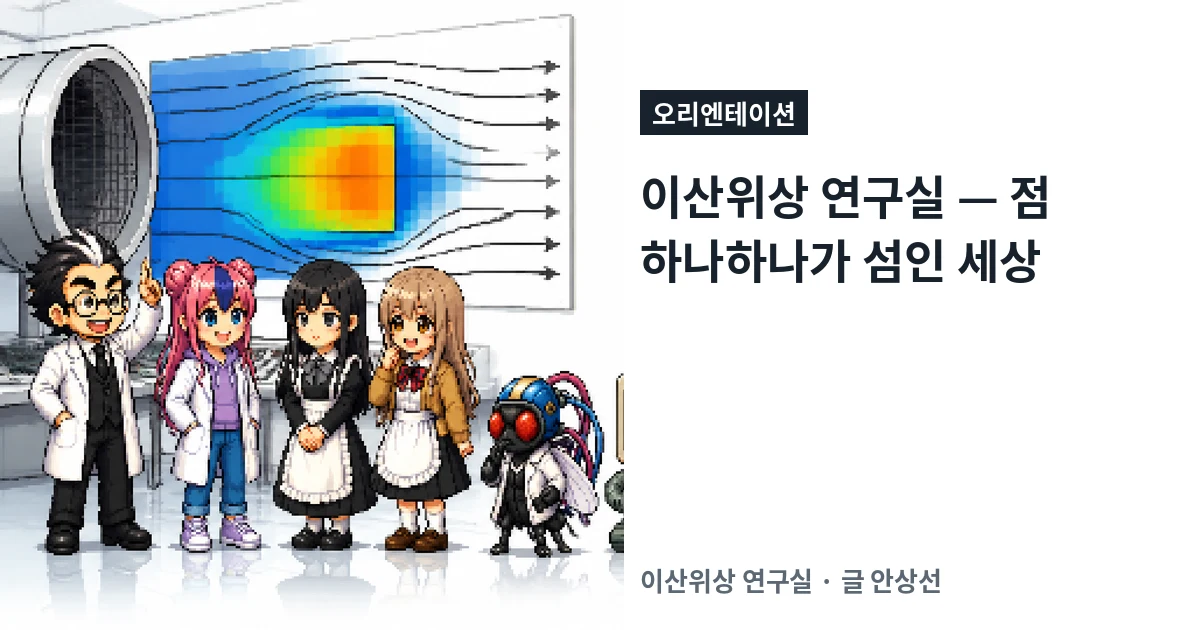 오리엔테이션
이산위상 연구실 — 점
하나하나가 섬인 세상
이산위상 연구실 · 글 안상선